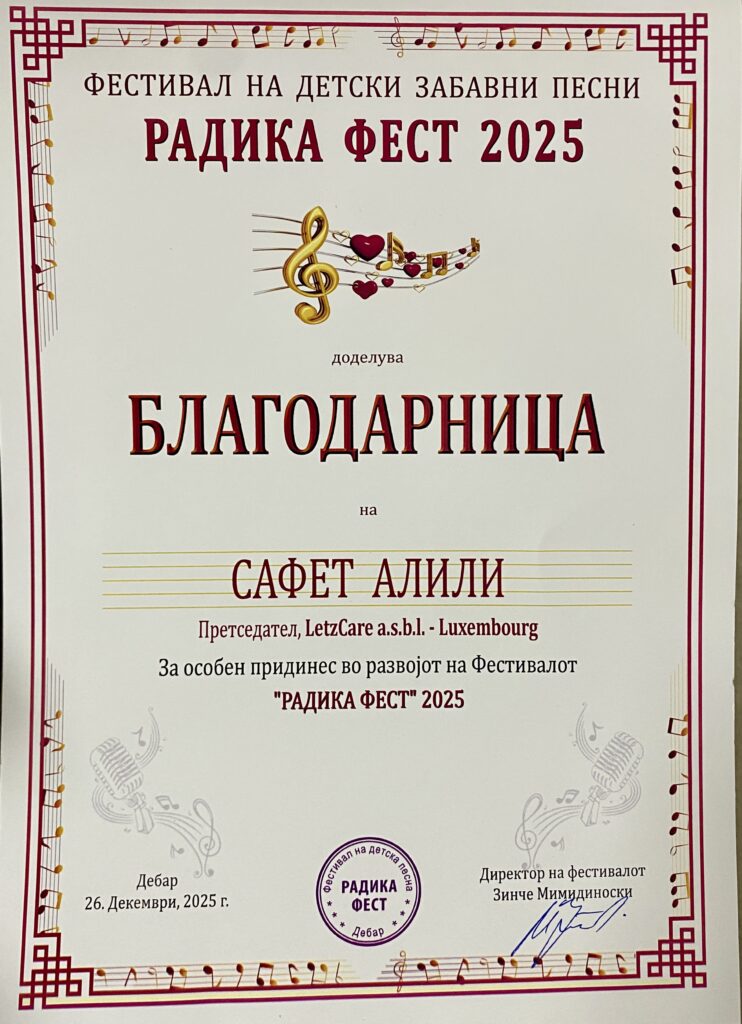 ФЕСТИВАЛ НА ДЕТСКИ ЗАБАВНИ ПЕСНИ
РАДИКА ФЕСТ 2025
доделува
БЛАГОДАРНИЦА
на
САФЕТ АЛИЛИ
Претседател, LetzCare a.s.b.l. - Luxembourg
За особен придинес во развојот на Фестивалот
"РАДИКА ФЕСТ" 2025
Дебар
26. Декември, 2025 г.
Фестивал на детска песна
РАДИКА
ФЕСТ
Дебар
Директор на фестивалот
Зинче Мимидиноски